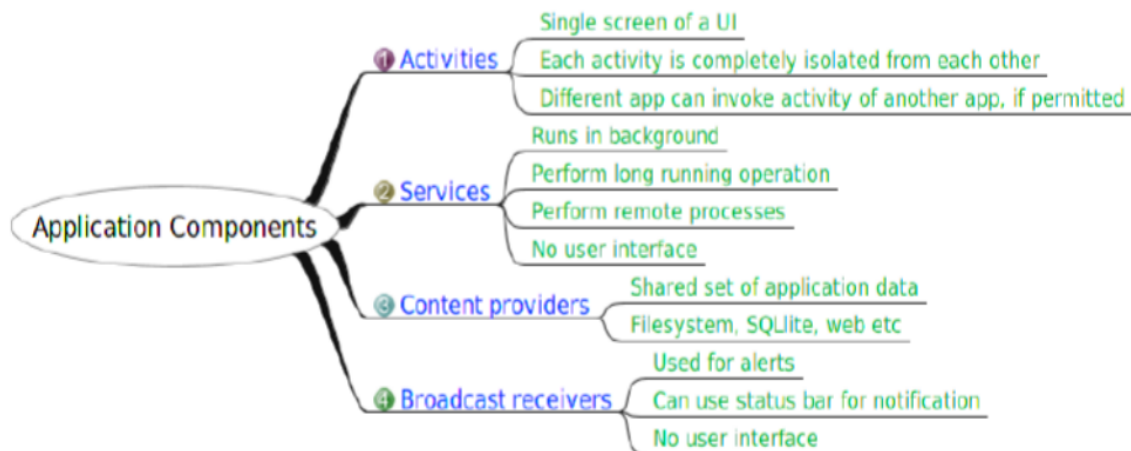 Application Components
1 Activities
Single screen of a UI
Each activity is completely isolated from each other
Different app can invoke activity of another app, if permitted
2 Services
Runs in background
Perform long running operation
Perform remote processes
No user interface
3 Content providers
Shared set of application data
Filesystem, SQLlite, web etc
4 Broadcast receivers
Used for alerts
Can use status bar for notification
No user interface